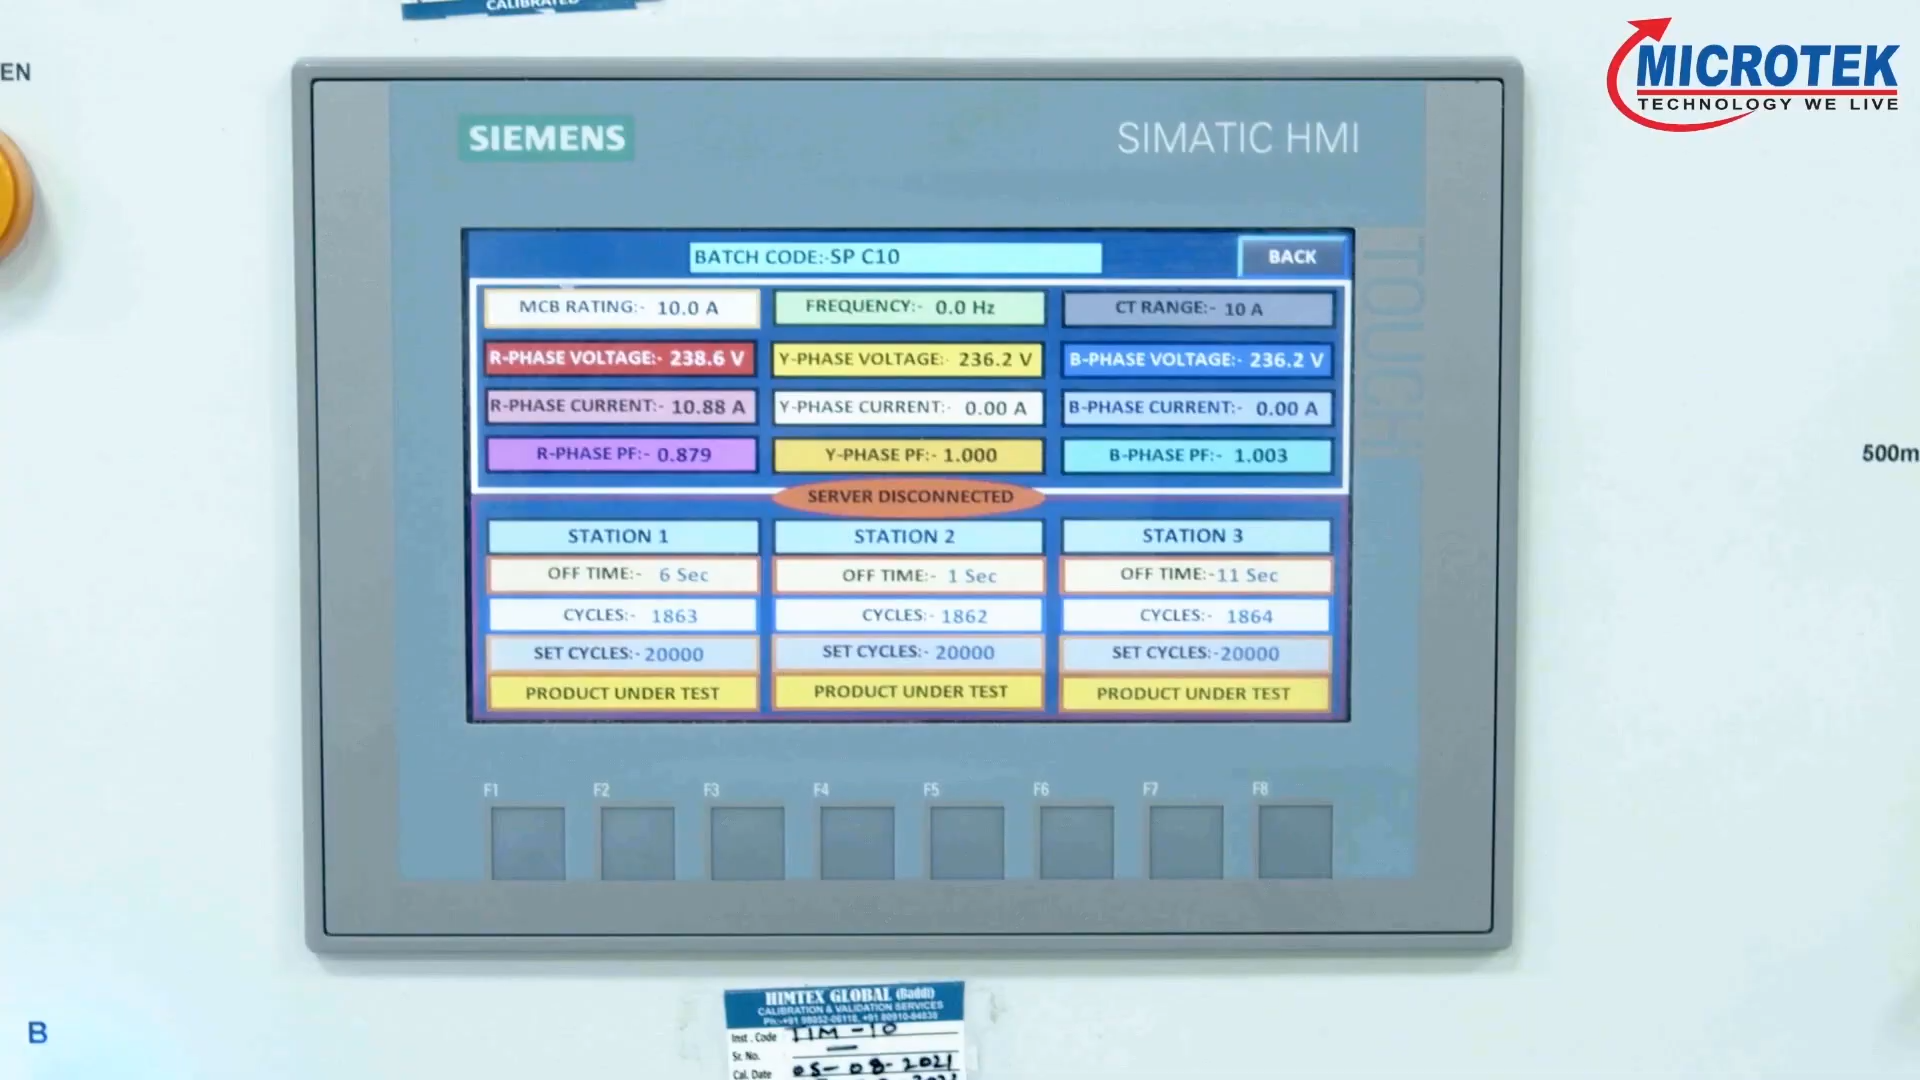 CALIBRATED
EN
MICROTEK
TECHNOLOGY WE LIVE
SIEMENS
SIMATIC HMI
TOUCH
BATCH CODE:-SP C10
BACK
MCB RATING:- 10.0 A
FREQUENCY:- 0.0 Hz
CT RANGE:- 10 A
R-PHASE VOLTAGE:- 238.6 V
Y-PHASE VOLTAGE:- 236.2 V
B-PHASE VOLTAGE:- 236.2 V
R-PHASE CURRENT:- 10.88 A
Y-PHASE CURRENT:- 0.00 A
B-PHASE CURRENT:- 0.00 A
R-PHASE PF:- 0.879
Y-PHASE PF:- 1.000
B-PHASE PF:- 1.003
500m
SERVER DISCONNECTED
STATION 1
STATION 2
STATION 3
OFF TIME:- 6 Sec
OFF TIME:- 1 Sec
OFF TIME:-11 Sec
CYCLES:- 1863
CYCLES:- 1862
CYCLES:- 1864
SET CYCLES:-20000
SET CYCLES:-20000
SET CYCLES:-20000
PRODUCT UNDER TEST
PRODUCT UNDER TEST
PRODUCT UNDER TEST
F1
F2
F3
F4
F5
F6
F7
F8
B
HIMTEX GLOBAL (Baddi)
CALIBRATION & VALIDATION SERVICES
Inst. Code TIM-10
Sr. No. —
Cal. Date 05-08-2021